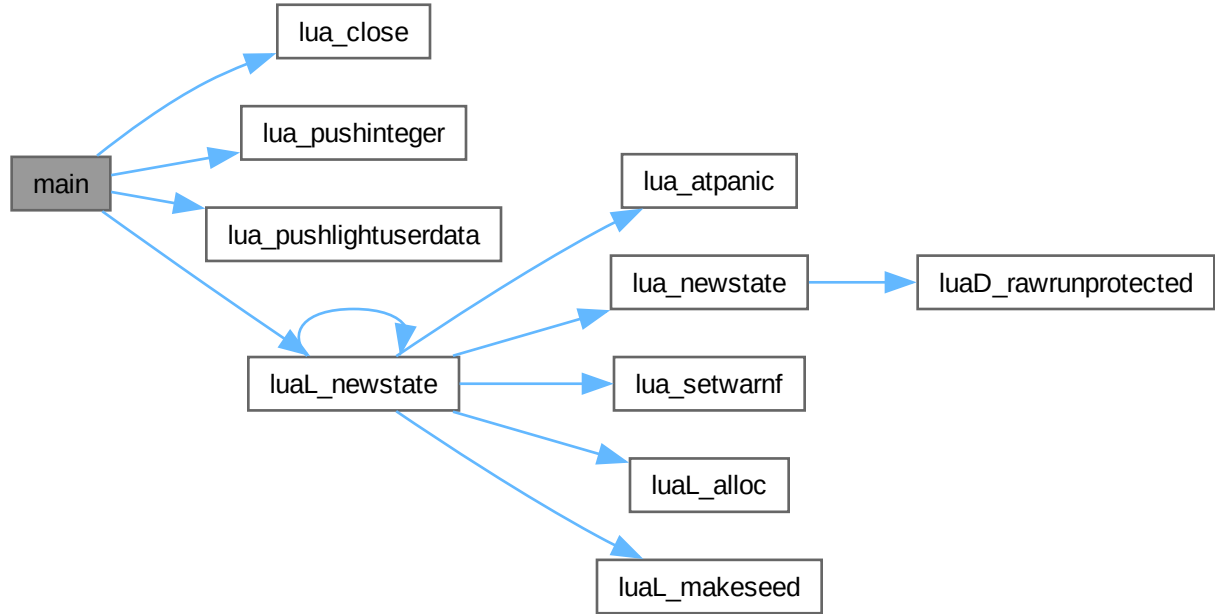 lua_close
lua_pushinteger
main
lua_atpanic
lua_pushlightuserdata
lua_newstate
luaD_rawrunprotected
luaL_newstate
lua_setwarnf
luaL_alloc
luaL_makeseed